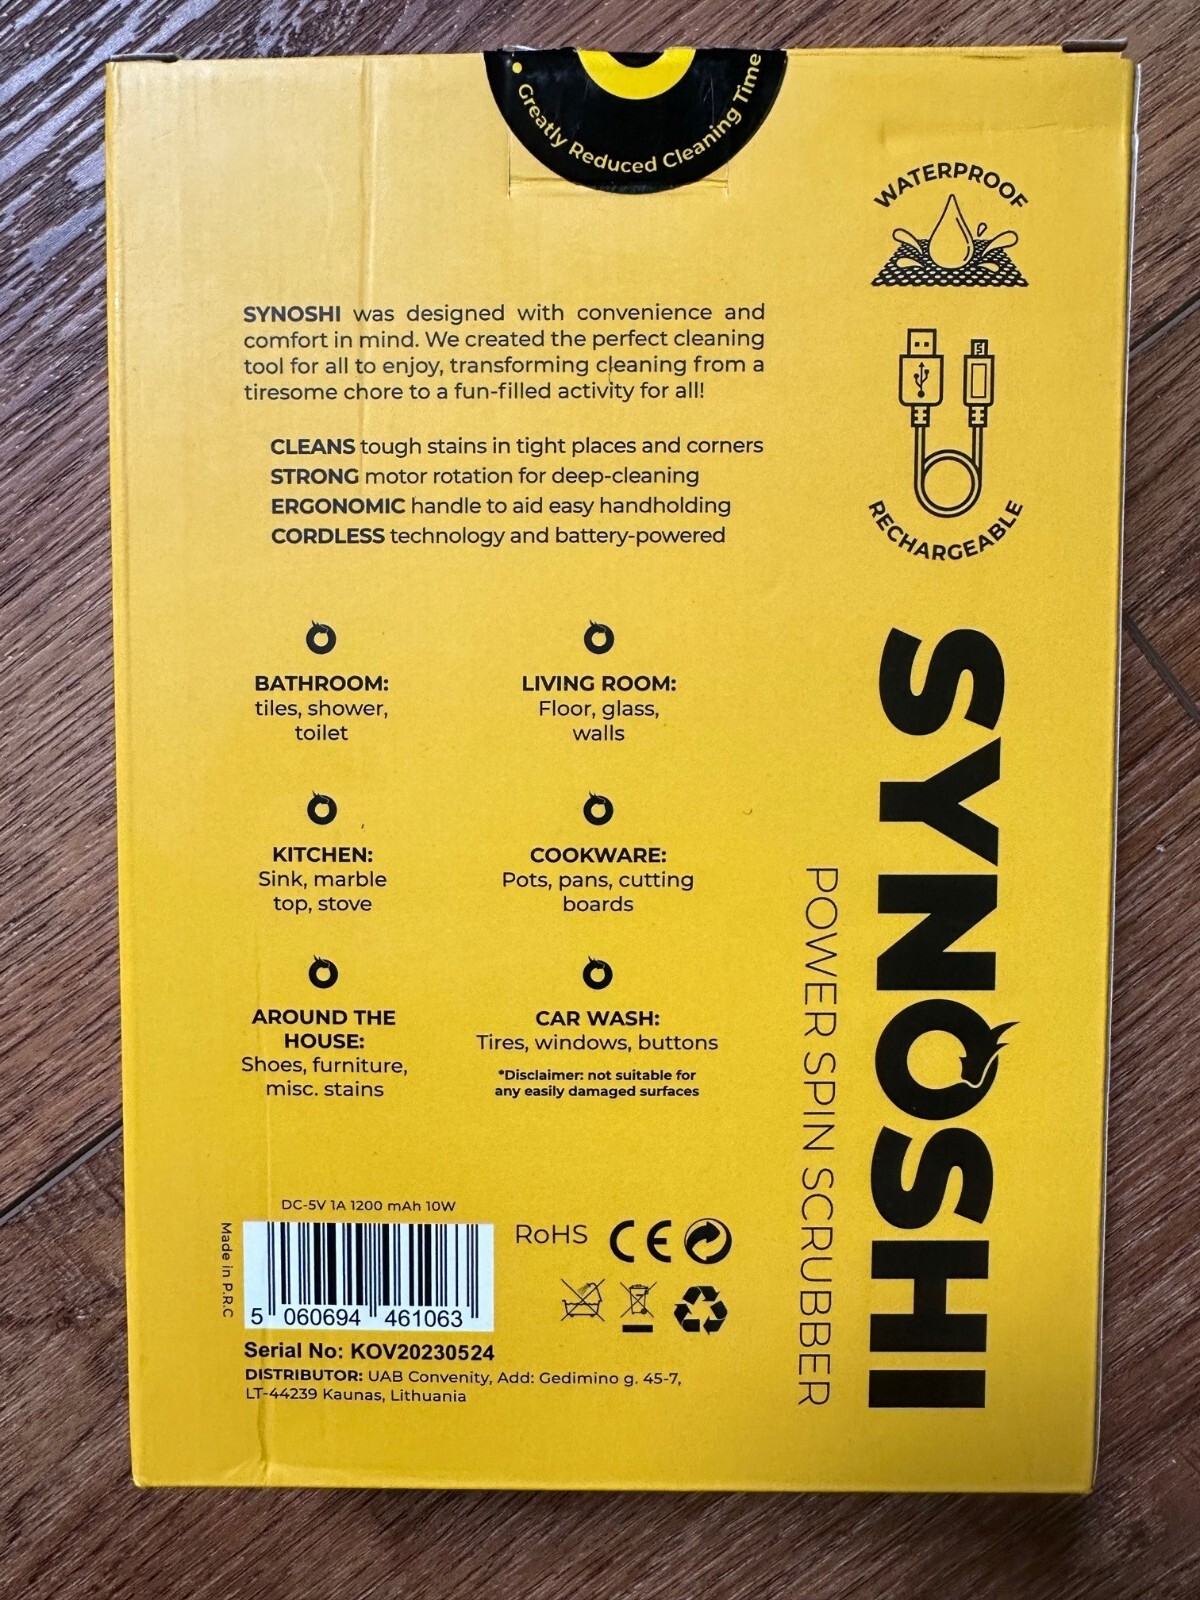 • Greatly Reduced Cleaning Time
WATERPROOF
SYNOSHI was designed with convenience and
comfort in mind. We created the perfect cleaning
tool for all to enjoy, transforming cleaning from a
tiresome chore to a fun-filled activity for all!
CLEANS tough stains in tight places and corners
STRONG motor rotation for deep-cleaning
ERGONOMIC handle to aid easy handholding
CORDLESS technology and battery-powered
RECHARGEABLE
BATHROOM:
tiles, shower,
toilet
LIVING ROOM:
Floor, glass,
walls
KITCHEN:
Sink, marble
top, stove
COOKWARE:
Pots, pans, cutting
boards
AROUND THE
HOUSE:
Shoes, furniture,
misc. stains
CAR WASH:
Tires, windows, buttons
*Disclaimer: not suitable for
any easily damaged surfaces
SYNOSHI
POWER SPIN SCRUBBER
DC-5V 1A 1200 mAh 10W
Made in P.R.C
5 060694 461063
RoHS CE
Serial No: KOV20230524
DISTRIBUTOR: UAB Convenity, Add: Gedimino g. 45-7,
LT-44239 Kaunas, Lithuania